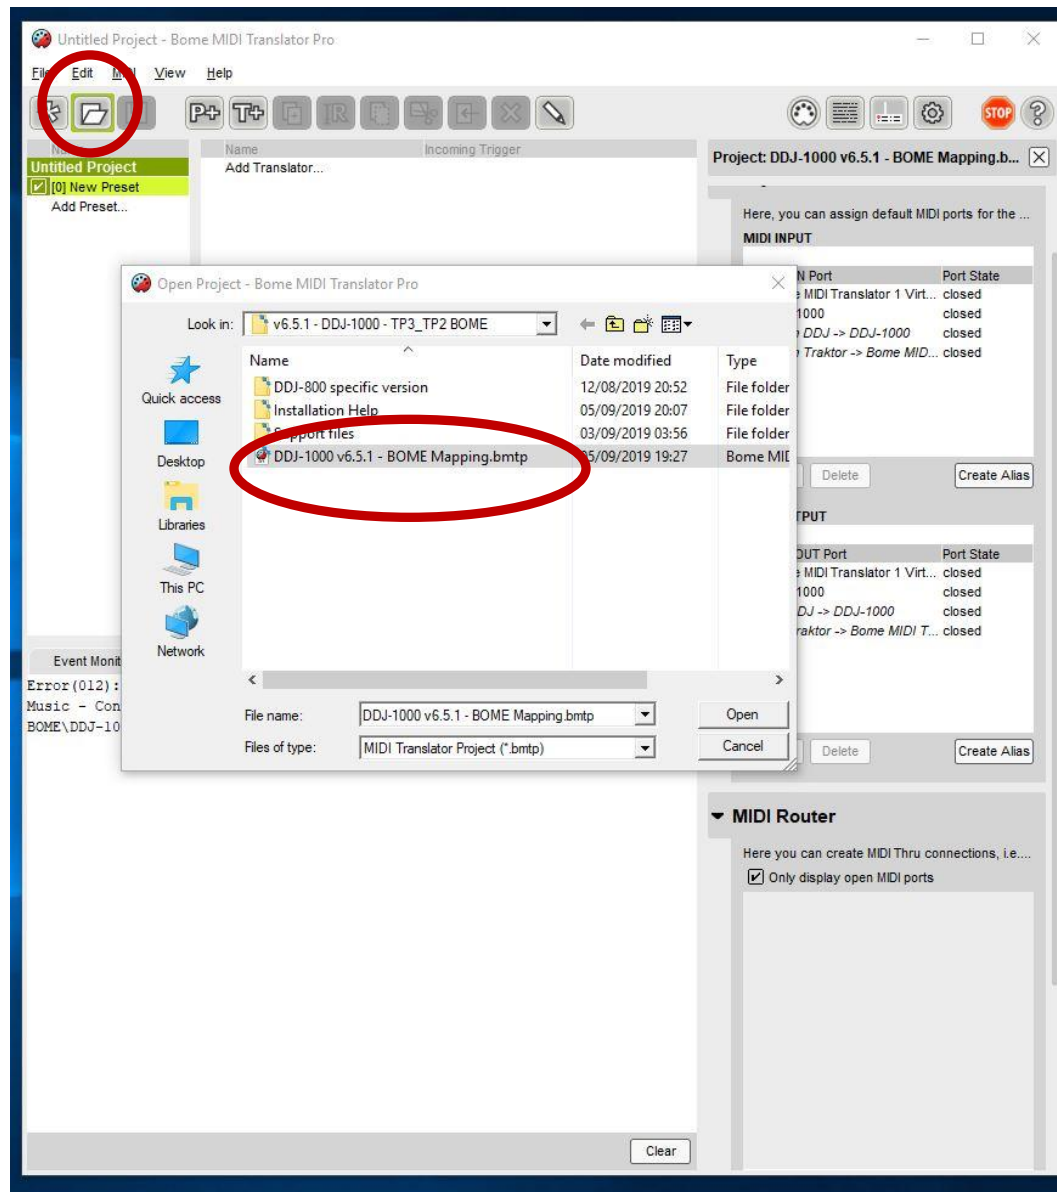 Untitled Project - Bome MIDI Translator Pro
File Edit MIDI View Help
P+ T+ IR STOP ?
Name Incoming Trigger
Untitled Project
Add Translator...
[0] New Preset
Add Preset...
Project: DDJ-1000 v6.5.1 - BOME Mapping.b...
Here, you can assign default MIDI ports for the ...
MIDI INPUT
N Port Port State
MIDI Translator 1 Virt... closed
1000 closed
DDJ -> DDJ-1000 closed
Traktor -> Bome MID... closed
Delete Create Alias
TPUT
OUT Port Port State
MIDI Translator 1 Virt... closed
1000 closed
DJ -> DDJ-1000 closed
raktor -> Bome MIDI T... closed
Delete Create Alias
Open Project - Bome MIDI Translator Pro
Look in: v6.5.1 - DDJ-1000 - TP3_TP2 BOME
Name Date modified Type
DDJ-800 specific version 12/08/2019 20:52 File folder
Installation Help 05/09/2019 20:07 File folder
Support files 03/09/2019 03:56 File folder
DDJ-1000 v6.5.1 - BOME Mapping.bmtp 05/09/2019 19:27 Bome MID
Quick access
Desktop
Libraries
This PC
Network
File name: DDJ-1000 v6.5.1 - BOME Mapping.bmtp Open
Files of type: MIDI Translator Project (*.bmtp) Cancel
Event Monit
Error(012):
Music - Con
BOME\DDJ-10
MIDI Router
Here you can create MIDI Thru connections, i.e....
Only display open MIDI ports
Clear